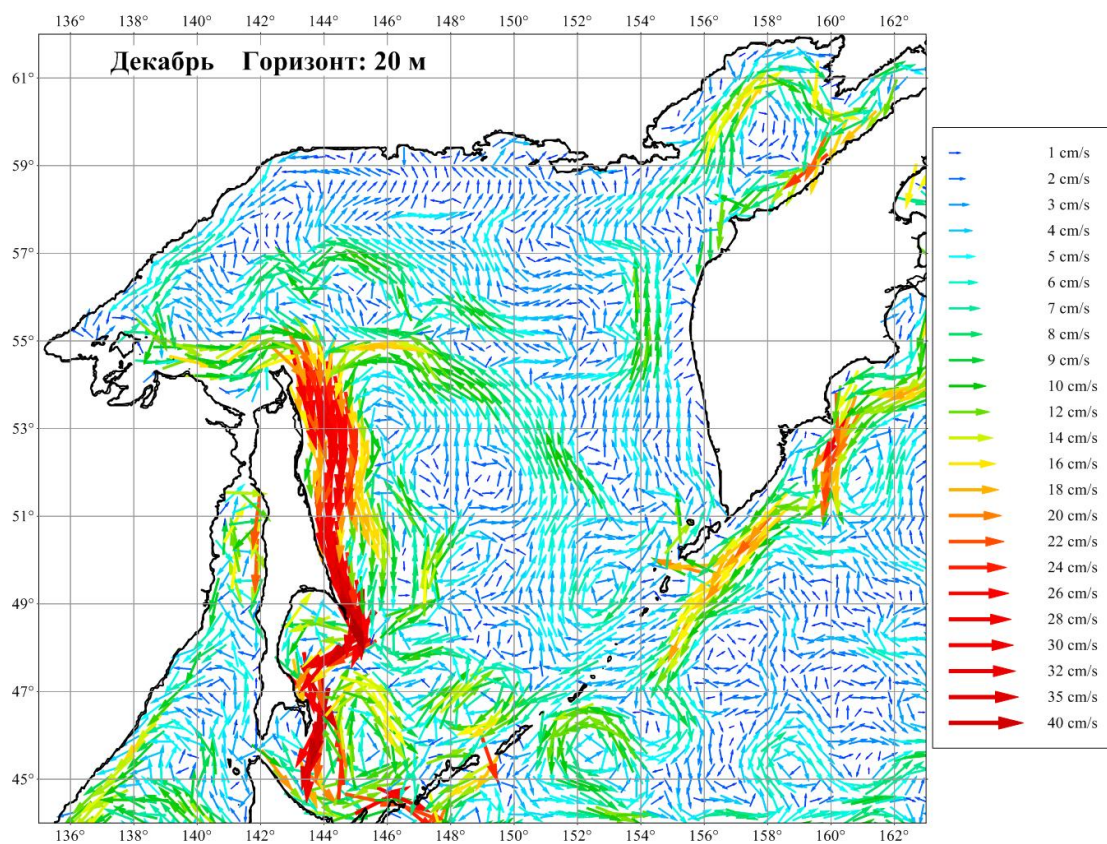 136° 138° 140° 142° 144° 146° 148° 150° 152° 154° 156° 158° 160° 162°
Декабрь Горизонт: 20 м
61°
59°
57°
55°
53°
51°
49°
47°
45°
136° 138° 140° 142° 144° 146° 148° 150° 152° 154° 156° 158° 160° 162°
1 cm/s
2 cm/s
3 cm/s
4 cm/s
5 cm/s
6 cm/s
7 cm/s
8 cm/s
9 cm/s
10 cm/s
12 cm/s
14 cm/s
16 cm/s
18 cm/s
20 cm/s
22 cm/s
24 cm/s
26 cm/s
28 cm/s
30 cm/s
32 cm/s
35 cm/s
40 cm/s